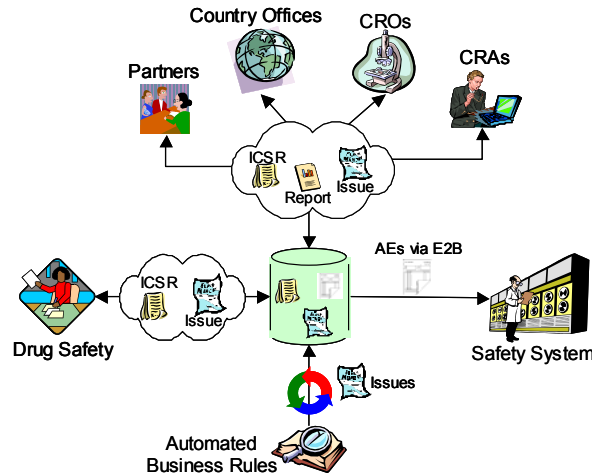 Country Offices
CROs
Partners
CRAs
ICSR
Report
Issue
AEs via E2B
ICSR
Issue
Drug Safety
Safety System
Issues
Automated
Business Rules